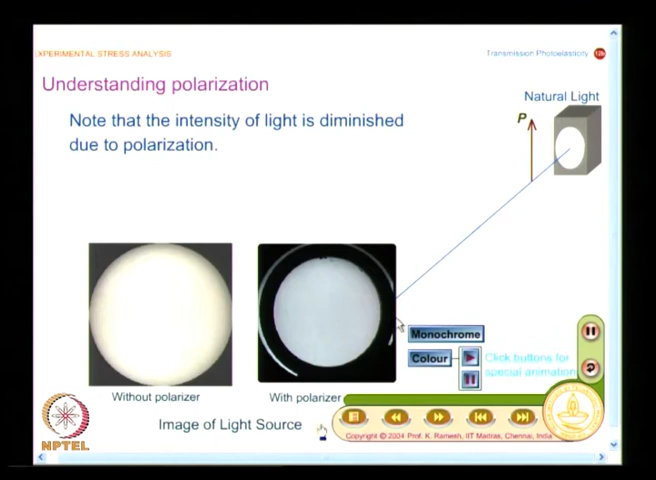 EXPERIMENTAL STRESS ANALYSIS
Transmission Photoelasticity
Understanding polarization
Natural Light
Note that the intensity of light is diminished
due to polarization.
P
Monochrome
Colour
Click buttons for
special animation
Without polarizer
With polarizer
Image of Light Source
NPTEL
Copyright © 2004 Prof. K. Ramesh, IIT Madras, Chennai, India